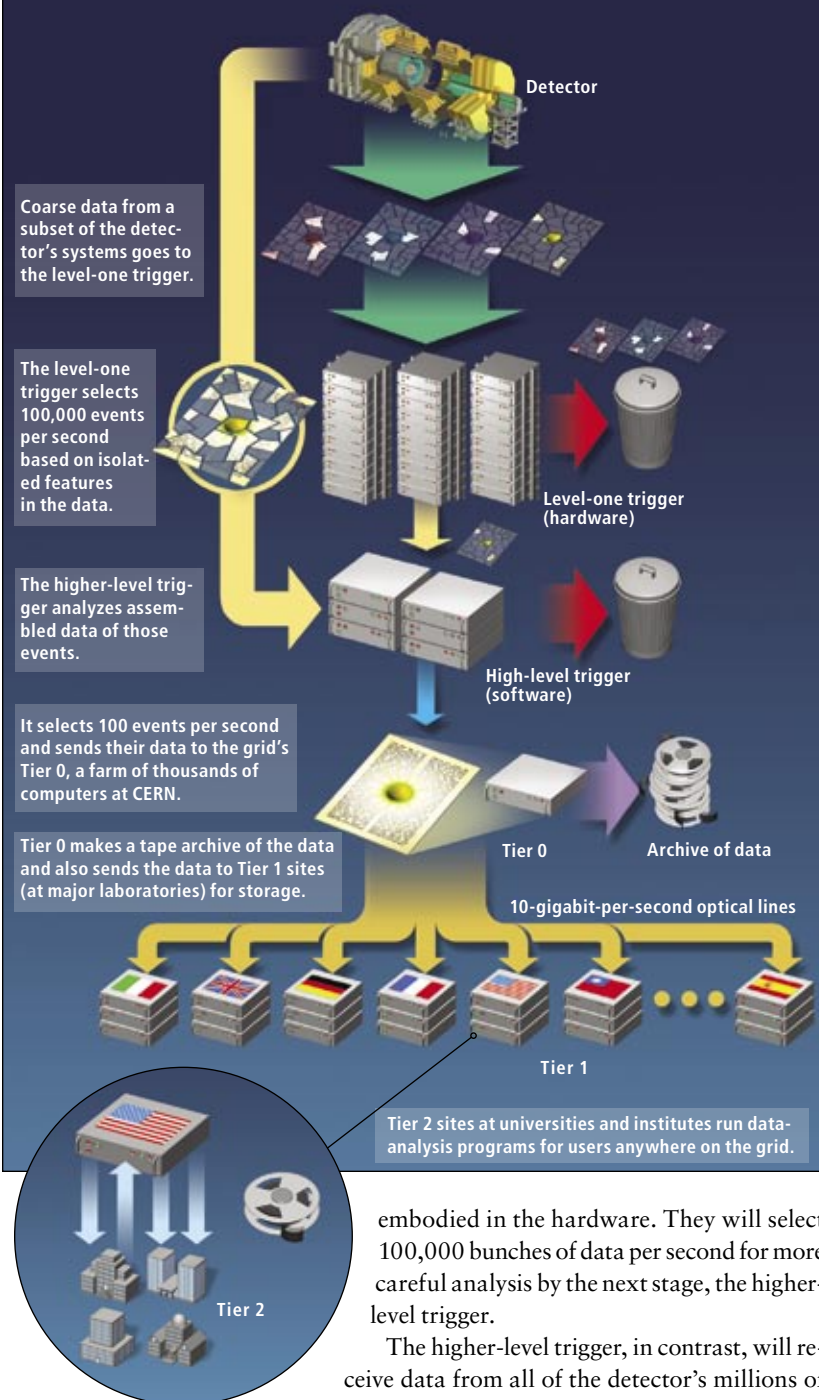 Detector
Coarse data from a
subset of the detec-
tor's systems goes to
the level-one trigger.
The level-one
trigger selects
100,000 events
per second
based on isolat-
ed features
in the data.
Level-one trigger
(hardware)
The higher-level trig-
ger analyzes assem-
bled data of those
events.
High-level trigger
(software)
It selects 100 events per second
and sends their data to the grid's
Tier 0, a farm of thousands of
computers at CERN.
Tier 0 makes a tape archive of the data
and also sends the data to Tier 1 sites
(at major laboratories) for storage.
Tier 0
Archive of data
10-gigabit-per-second optical lines
Tier 1
Tier 2 sites at universities and institutes run data-
analysis programs for users anywhere on the grid.
Tier 2
embodied in the hardware. They will select
100,000 bunches of data per second for more
careful analysis by the next stage, the higher-
level trigger.
The higher-level trigger, in contrast, will re-
ceive data from all of the detector's millions of